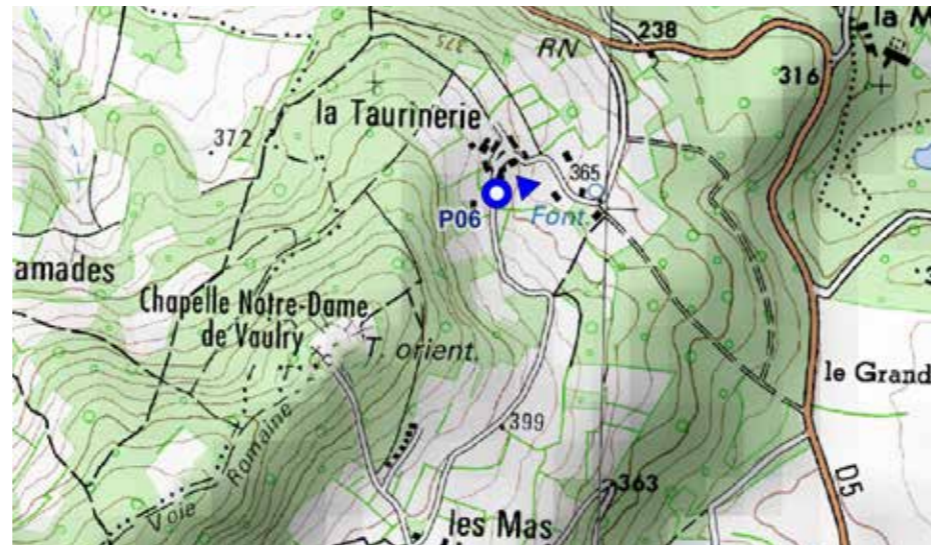 238
la M
RN
375
316
la Taurinerie
372
365
P06
Font.
amades
Chapelle Notre-Dame
de Vaulry
T. orient.
le Grand
Voie Romaine
399
D5
363
les Mas